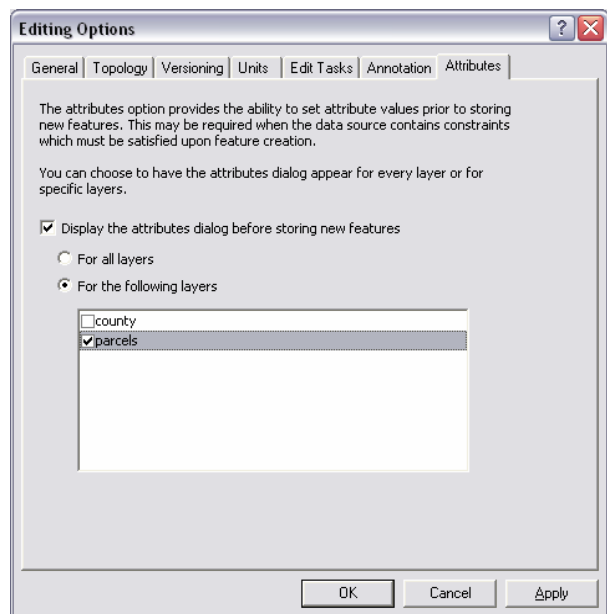 Editing Options
?
General
Topology
Versioning
Units
Edit Tasks
Annotation
Attributes
The attributes option provides the ability to set attribute values prior to storing
new features. This may be required when the data source contains constraints
which must be satisfied upon feature creation.
You can choose to have the attributes dialog appear for every layer or for
specific layers.
Display the attributes dialog before storing new features
For all layers
For the following layers
county
parcels
OK
Cancel
Apply